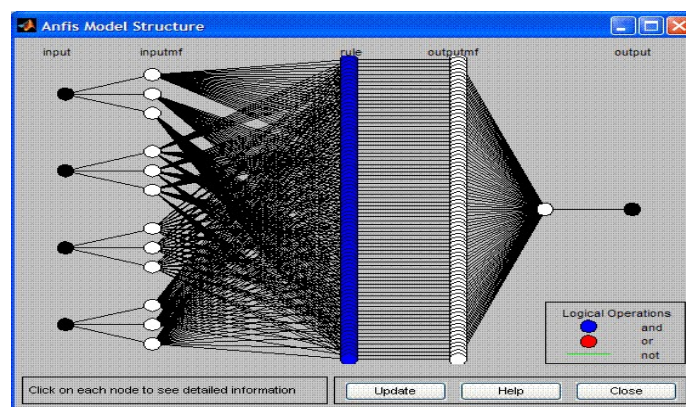 Anfis Model Structure
input inputmf rule outputmf output
Logical Operations
and
or
not
Click on each node to see detailed information
Update Help Close